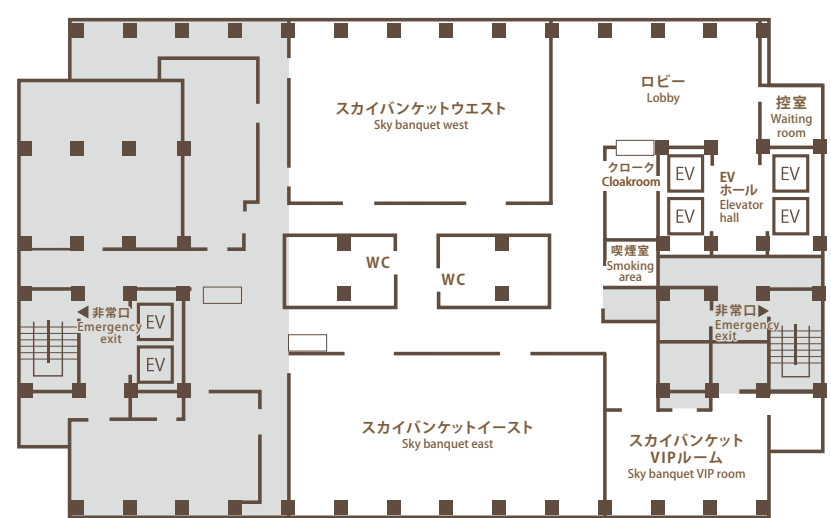 ロビー
Lobby
控室
Waiting
room
スカイバンケットウエスト
Sky banquet west
クローク
Cloakroom
EV
EV
EV
ホール
Elevator
hall
EV
EV
喫煙室
Smoking
area
WC
WC
非常口
Emergency
exit
EV
EV
非常口
Emergency
exit
スカイバンケットイースト
Sky banquet east
スカイバンケット
VIPルーム
Sky banquet VIP room